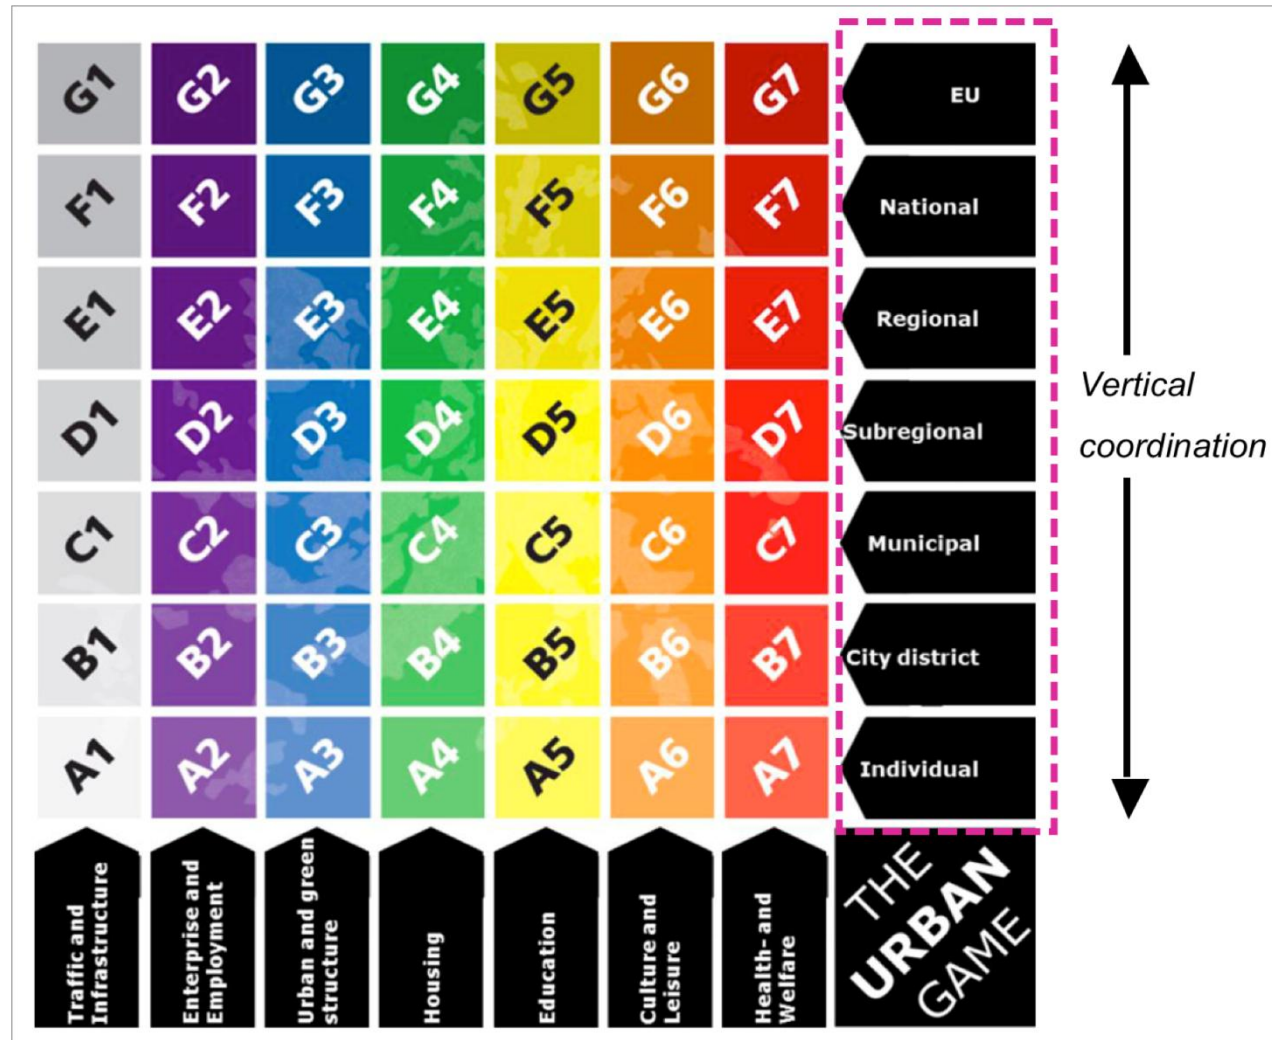 G1 G2 G3 G4 G5 G6 G7 EU
F1 F2 F3 F4 F5 F6 F7 National
E1 E2 E3 E4 E5 E6 E7 Regional
D1 D2 D3 D4 D5 D6 D7 Subregional
C1 C2 C3 C4 C5 C6 C7 Municipal
B1 B2 B3 B4 B5 B6 B7 City district
A1 A2 A3 A4 A5 A6 A7 Individual
Vertical
coordination
Traffic and
Infrastructure
Enterprise and
Employment
Urban and green
structure
Housing
Education
Culture and
Leisure
Health- and
Welfare
THE
URBAN
GAME